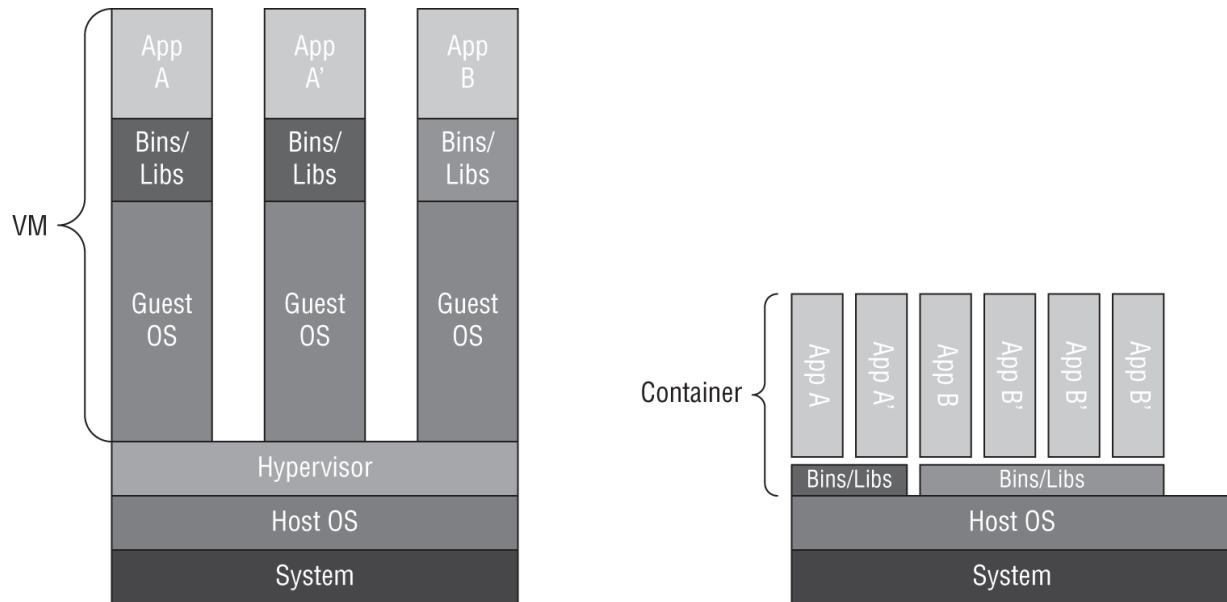 VM
App
A
Bins/
Libs
Guest
OS
App
A’
Bins/
Libs
Guest
OS
App
B
Bins/
Libs
Guest
OS
Hypervisor
Host OS
System
Container
App A
App A’
App B
App B’
App B’
App B’
Bins/Libs
Bins/Libs
Host OS
System